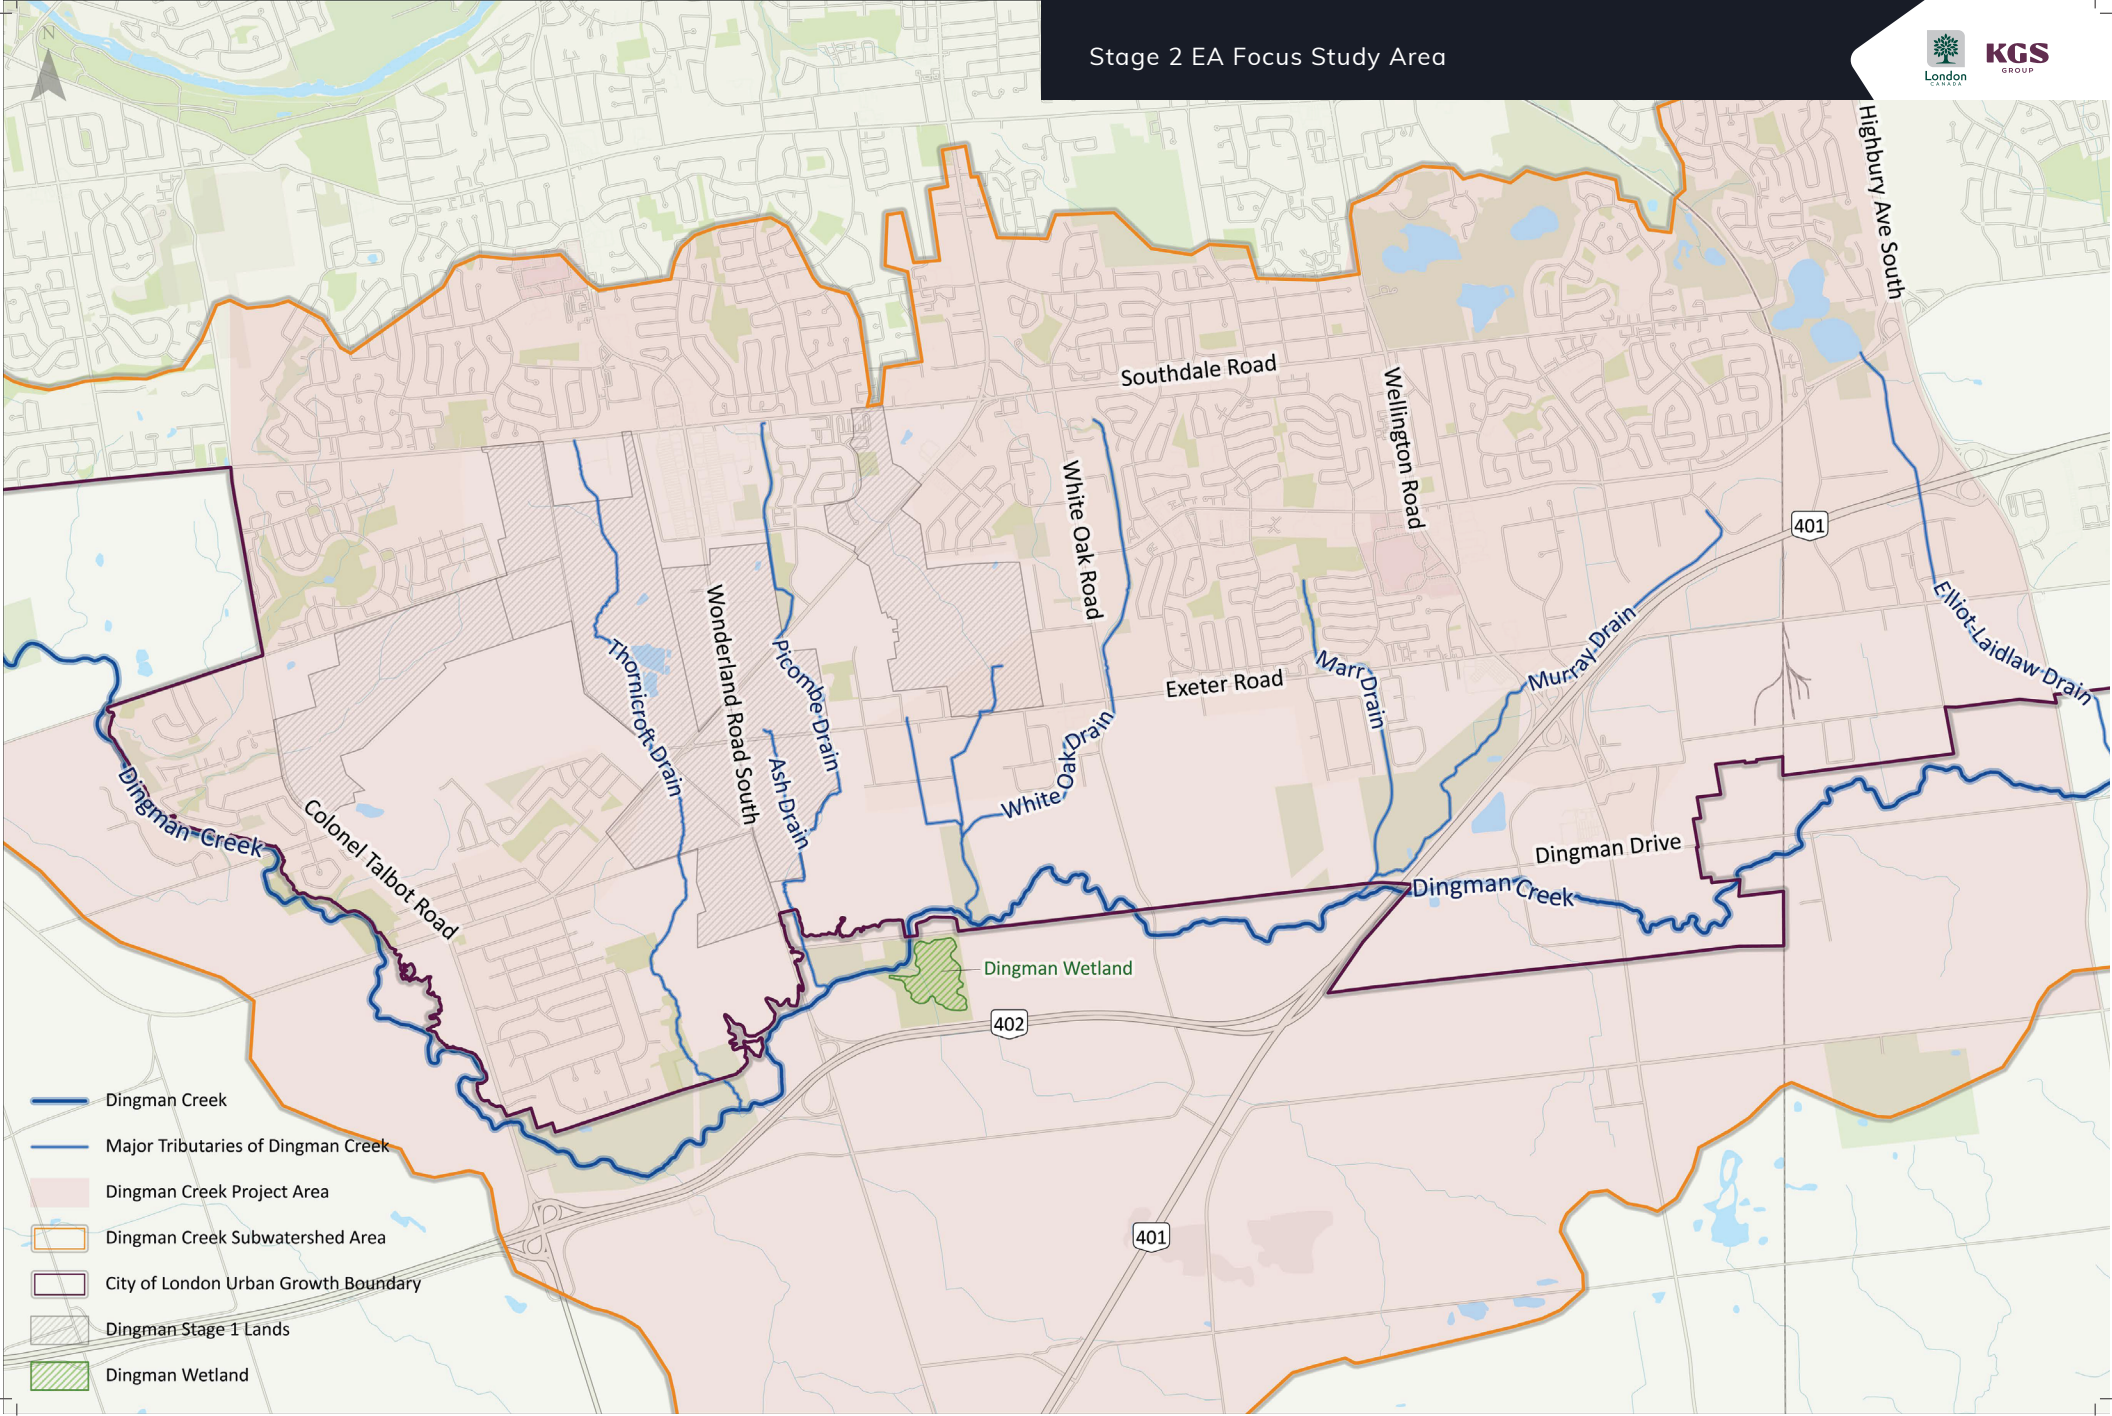 Stage 2 EA Focus Study Area
London
CANADA
KGS
GROUP
N
Highbury Ave South
Southdale Road
Wellington Road
White Oak Road
401
Wonderland Road South
Picombe Drain
Thornicroft Drain
Ash Drain
Exeter Road
Marr Drain
Murray Drain
Elliot-Laidlaw Drain
White Oak Drain
Dingman Creek
Colonel Talbot Road
Dingman Drive
Dingman Creek
Dingman Wetland
402
401
Dingman Creek
Major Tributaries of Dingman Creek
Dingman Creek Project Area
Dingman Creek Subwatershed Area
City of London Urban Growth Boundary
Dingman Stage 1 Lands
Dingman Wetland